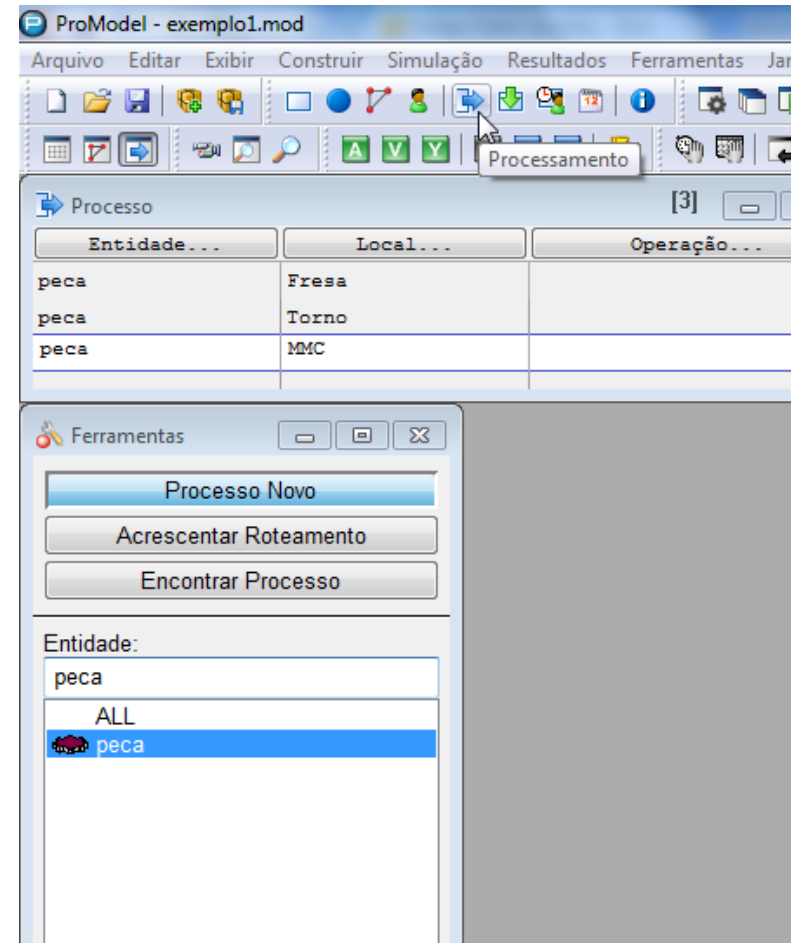 ProModel - exemplo1.mod
Arquivo Editar Exibir Construir Simulação Resultados Ferramentas Jar
12
A V Y
Processamento
Processo [3]
Entidade... Local... Operação...
peca Fresa
peca Torno
peca MMC
Ferramentas
Processo Novo
Acrescentar Roteamento
Encontrar Processo
Entidade:
peca
ALL
peca